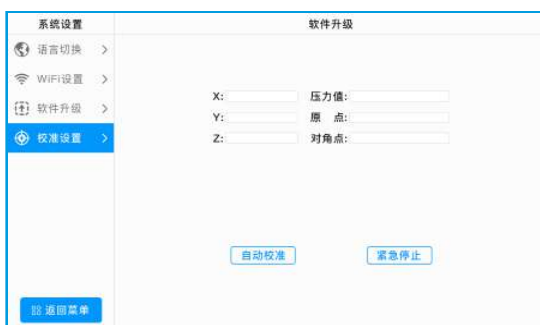 系统设置
软件升级
语言切换
WiFi设置
软件升级
校准设置
X:
压力值:
Y:
原 点:
Z:
对角点:
自动校准
紧急停止
返回菜单